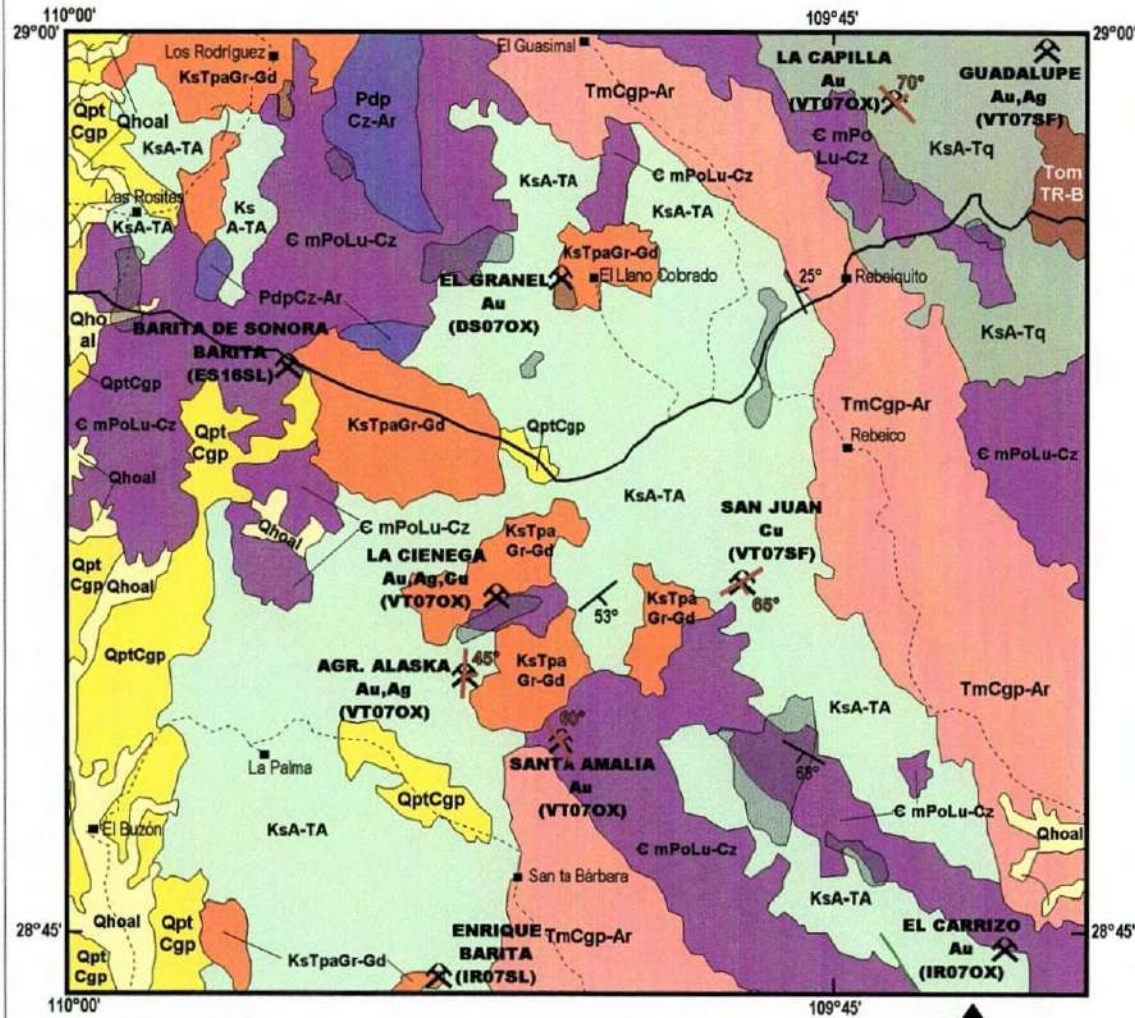 110°00'
109°45'
29°00'
29°00'
Los Rodríguez
KsTpaGr-Gd
El Guasimal
LA CAPILLA
Au
(VT07OX)
70°
GUADALUPE
Au,Ag
(VT07SF)
Qpt
Cgp
Qhoal
KsA-TA
Pdp
Cz-Ar
TmCgp-Ar
Є mPo
Lu-Cz
KsA-Tq
Tom
TR-B
Las Rosites
KsA-TA
Ks
A-TA
Є mPoLu-Cz
KsA-TA
Є mPoLu-Cz
KsA-TA
KsTpaGr-Gd
El Llano Cobrado
EL GRANEL
Au
(DS07OX)
25°
Rebeiquito
PdpCz-Ar
Qho
al
BARITA DE SONORA
BARITA
(ES16SL)
KsA-Tq
QptCgp
Є mPoLu-Cz
Qpt
Cgp
KsTpaGr-Gd
QptCgp
TmCgp-Ar
Rebeico
Є mPoLu-Cz
Qhoal
KsA-TA
SAN JUAN
Cu
(VT07SF)
65°
Qhoal
Є mPoLu-Cz
KsTpa
Gr-Gd
LA CIENEGA
Au,Ag,Cu
(VT07OX)
Qpt
Cgp
Qhoal
53°
KsTpa
Gr-Gd
QptCgp
AGR. ALASKA
Au,Ag
(VT07OX)
45°
KsTpa
Gr-Gd
TmCgp-Ar
KsA-TA
60°
SANTA AMALIA
Au
(VT07OX)
68°
La Palma
QptCgp
Є mPoLu-Cz
El Buzón
KsA-TA
Є mPoLu-Cz
Qhoal
San ta Bárbara
KsA-TA
Qhoal
Qpt
Cgp
28°45'
28°45'
ENRIQUE
BARITA
(IR07SL)
TmCgp-Ar
EL CARRIZO
Au
(IR07OX)
Qpt
Cgp
KsTpaGr-Gd
110°00'
109°45'